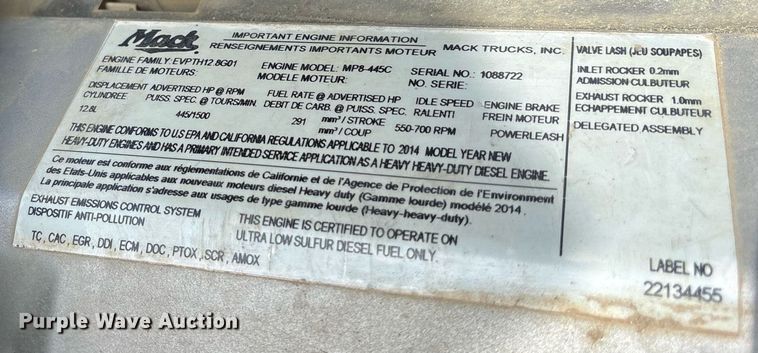 Mack
IMPORTANT ENGINE INFORMATION
RENSEIGNEMENTS IMPORTANTS MOTEUR
MACK TRUCKS, INC.
ENGINE FAMILY: EVPTH12.8G01
FAMILLE DE MOTEURS:
ENGINE MODEL: MP8-445C
MODELE MOTEUR:
SERIAL NO.: 1088722
NO. SERIE:
DISPLACEMENT ADVERTISED HP @ RPM
CYLINDREE PUISS. SPEC. @ TOURS/MIN.
12.8L 445/1500
FUEL RATE @ ADVERTISED HP
DEBIT DE CARB. @ PUISS. SPEC.
291 mm³/ STROKE
mm³/ COUP
IDLE SPEED
RALENTI
550-700 RPM
ENGINE BRAKE
FREIN MOTEUR
POWERLEASH
THIS ENGINE CONFORMS TO U.S EPA AND CALIFORNIA REGULATIONS APPLICABLE TO 2014 MODEL YEAR NEW
HEAVY-DUTY ENGINES AND HAS A PRIMARY INTENDED SERVICE APPLICATION AS A HEAVY HEAVY-DUTY DIESEL ENGINE.
Ce moteur est conforme aux réglementations de Californie et de l'Agence de Protection de l'Environment
des Etats-Unis applicables aux nouveaux moteurs diesel Heavy duty (Gamme lourde) modélé 2014.
La principale application s'adresse aux usages de type gamme lourde (Heavy-heavy-duty).
EXHAUST EMISSIONS CONTROL SYSTEM
DISPOSITIF ANTI-POLLUTION
TC, CAC, EGR, DDI, ECM, DOC, PTOX, SCR, AMOX
THIS ENGINE IS CERTIFIED TO OPERATE ON
ULTRA LOW SULFUR DIESEL FUEL ONLY.
VALVE LASH (JEU SOUPAPES)
INLET ROCKER 0.2mm
ADMISSION CULBUTEUR
EXHAUST ROCKER 1.0mm
ECHAPPEMENT CULBUTEUR
DELEGATED ASSEMBLY
LABEL NO
22134455
Purple Wave Auction